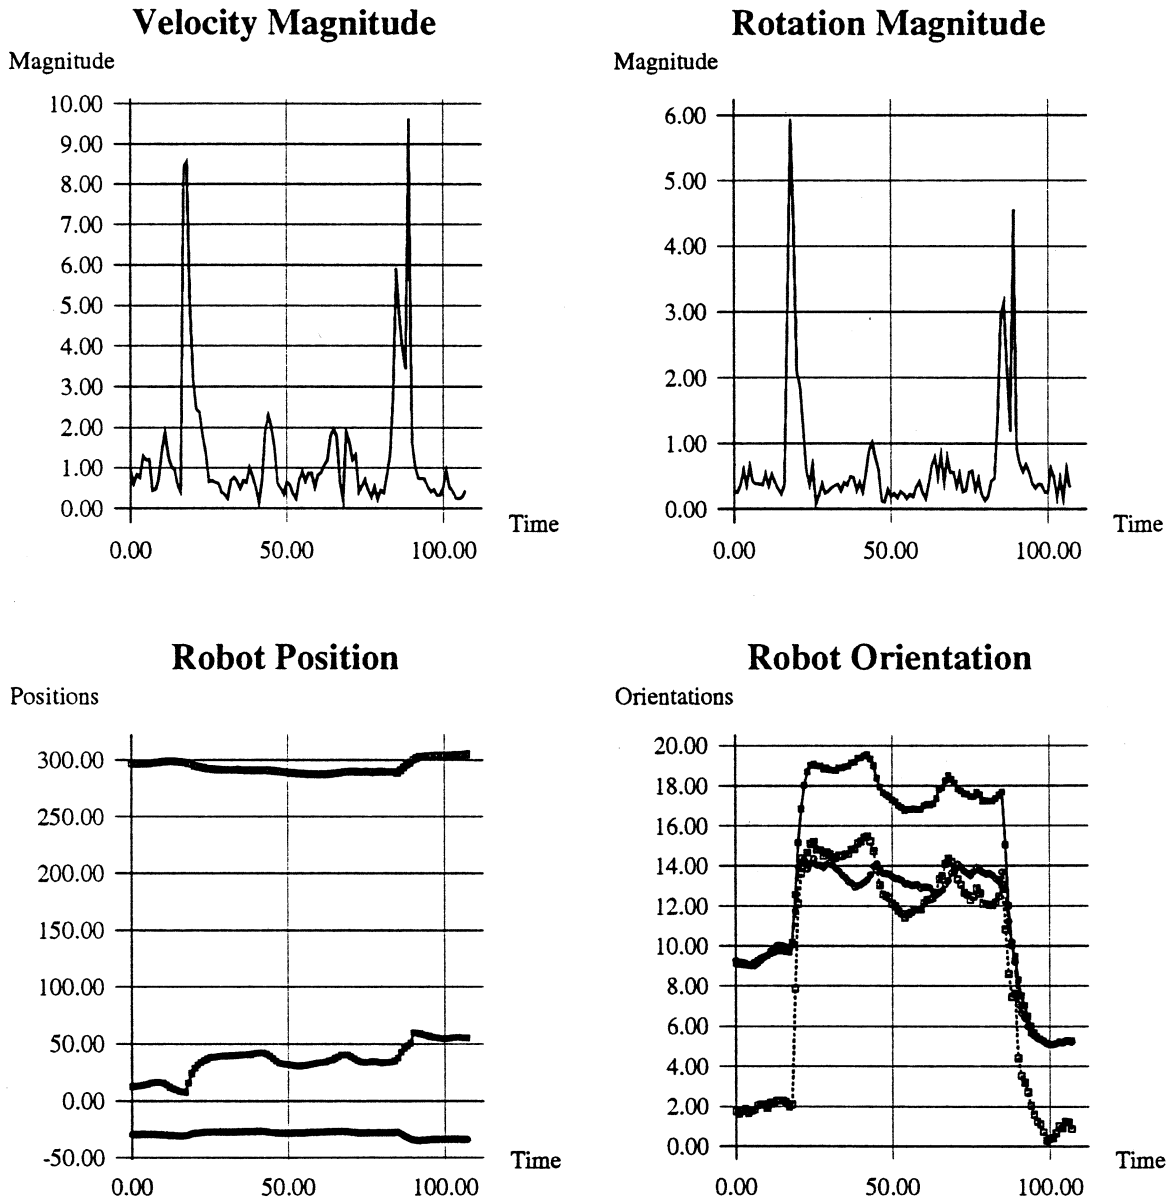 Velocity Magnitude
Magnitude
10.00
9.00
8.00
7.00
6.00
5.00
4.00
3.00
2.00
1.00
0.00
Time
0.00 50.00 100.00
Rotation Magnitude
Magnitude
6.00
5.00
4.00
3.00
2.00
1.00
0.00
Time
0.00 50.00 100.00
Robot Position
Positions
300.00
250.00
200.00
150.00
100.00
50.00
0.00
-50.00
Time
0.00 50.00 100.00
Robot Orientation
Orientations
20.00
18.00
16.00
14.00
12.00
10.00
8.00
6.00
4.00
2.00
0.00
Time
0.00 50.00 100.00